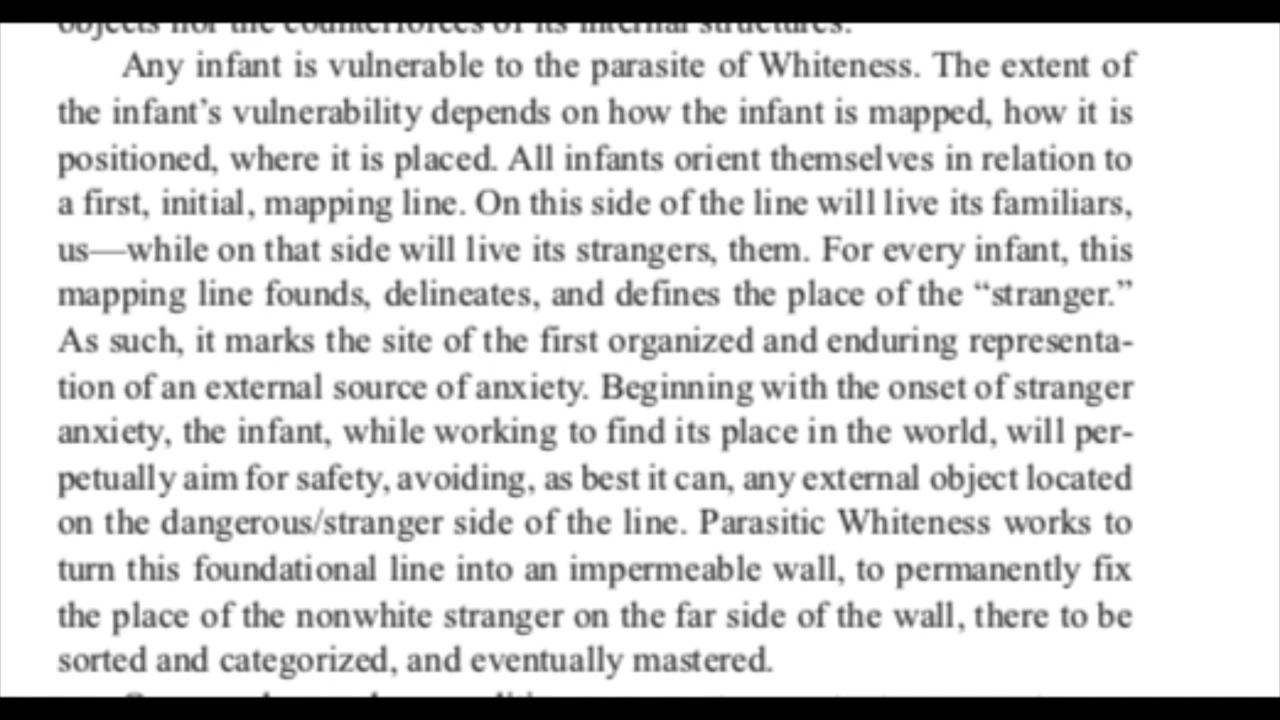 objects nor the counterforces of its internal structures.
Any infant is vulnerable to the parasite of Whiteness. The extent of
the infant’s vulnerability depends on how the infant is mapped, how it is
positioned, where it is placed. All infants orient themselves in relation to
a first, initial, mapping line. On this side of the line will live its familiars,
us—while on that side will live its strangers, them. For every infant, this
mapping line founds, delineates, and defines the place of the “stranger.”
As such, it marks the site of the first organized and enduring representa-
tion of an external source of anxiety. Beginning with the onset of stranger
anxiety, the infant, while working to find its place in the world, will per-
petually aim for safety, avoiding, as best it can, any external object located
on the dangerous/stranger side of the line. Parasitic Whiteness works to
turn this foundational line into an impermeable wall, to permanently fix
the place of the nonwhite stranger on the far side of the wall, there to be
sorted and categorized, and eventually mastered.